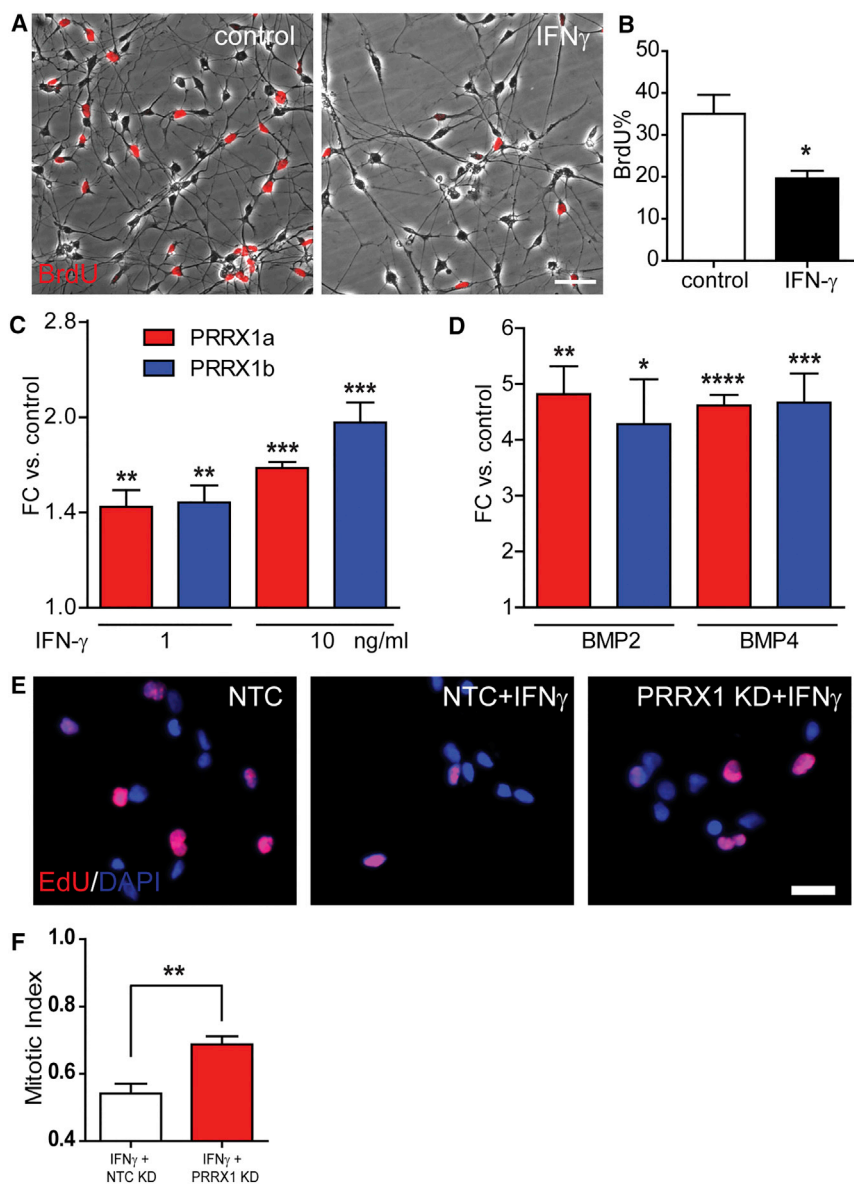 A
control
IFNγ
BrdU
B
BrdU%
50
40
30
20
10
0
*
control
IFN-γ
C
FC vs. control
2.8
2.0
1.4
1.0
PRRX1a
PRRX1b
**
**
***
***
IFN-γ
1
10 ng/ml
D
FC vs. control
6
5
4
1
**
*
****
***
BMP2
BMP4
E
NTC
NTC+IFNγ
PRRX1 KD+IFNγ
EdU/DAPI
F
Mitotic Index
1.0
0.8
0.6
0.4
**
IFNγ +
NTC KD
IFNγ +
PRRX1 KD